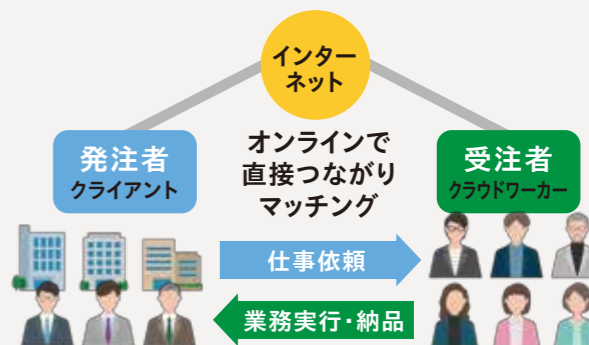 インター
ネット
オンラインで
直接つながり
マッチング
発注者
クライアント
受注者
クラウドワーカー
仕事依頼
業務実行・納品